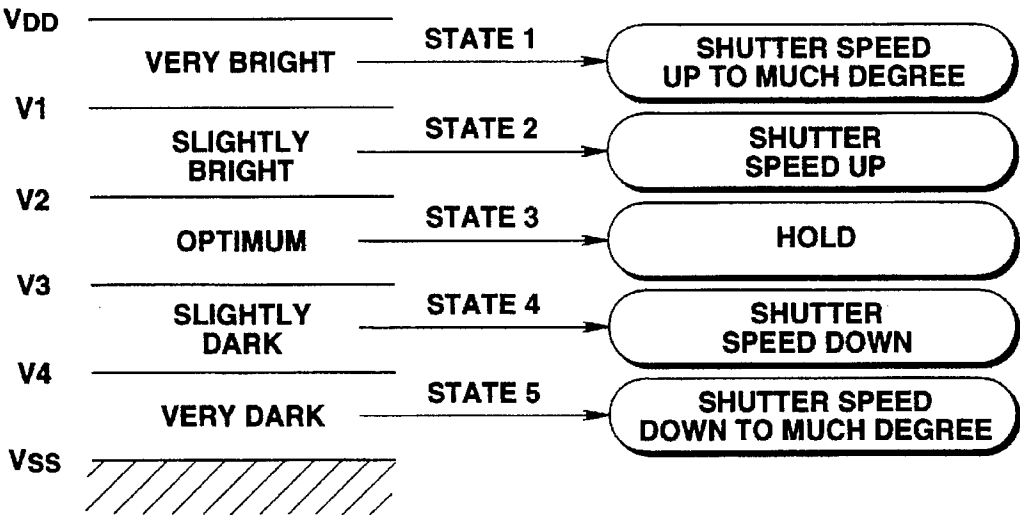 VDD
VERY BRIGHT
STATE 1
SHUTTER SPEED
UP TO MUCH DEGREE
V1
SLIGHTLY
BRIGHT
STATE 2
SHUTTER
SPEED UP
V2
OPTIMUM
STATE 3
HOLD
V3
SLIGHTLY
DARK
STATE 4
SHUTTER
SPEED DOWN
V4
VERY DARK
STATE 5
SHUTTER SPEED
DOWN TO MUCH DEGREE
VSS